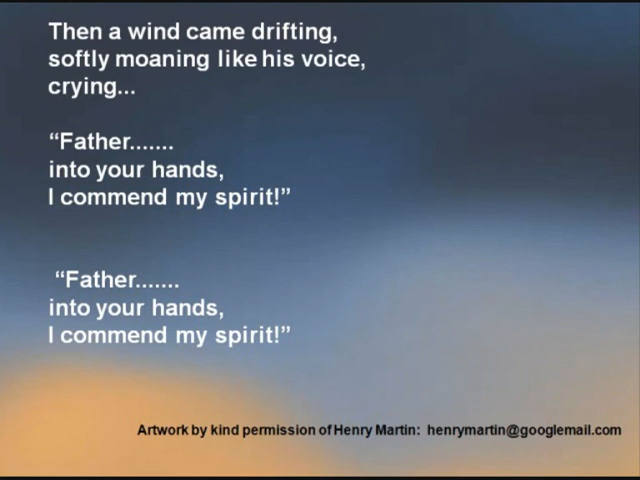 Then a wind came drifting,
softly moaning like his voice,
crying...
“Father.......
into your hands,
I commend my spirit!”
“Father.......
into your hands,
I commend my spirit!”
Artwork by kind permission of Henry Martin:  henrymartin@googlemail.com